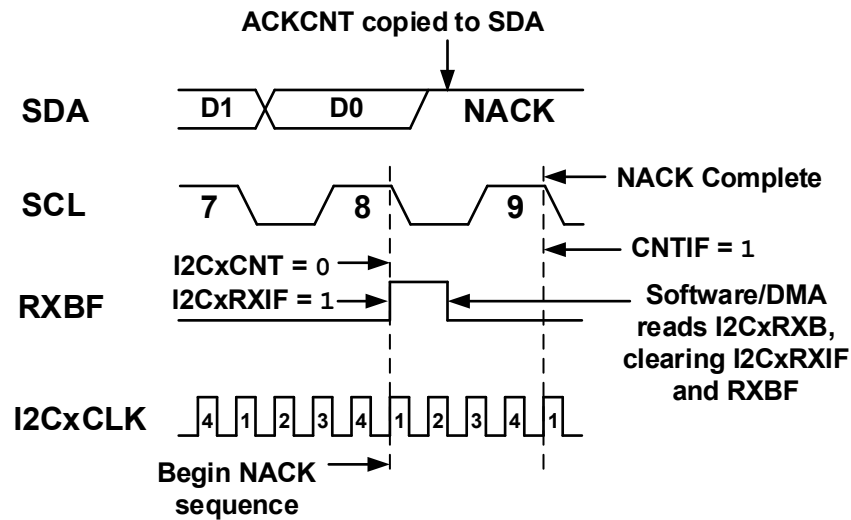 ACKCNT copied to SDA
SDA
D1
D0
NACK
SCL
7
8
9
NACK Complete
I2CxCNT = 0
CNTIF = 1
RXBF
I2CxRXIF = 1
Software/DMA
reads I2CxRXB,
clearing I2CxRXIF
and RXBF
I2CxCLK
4 1 2 3 4 1 2 3 4 1
Begin NACK
sequence